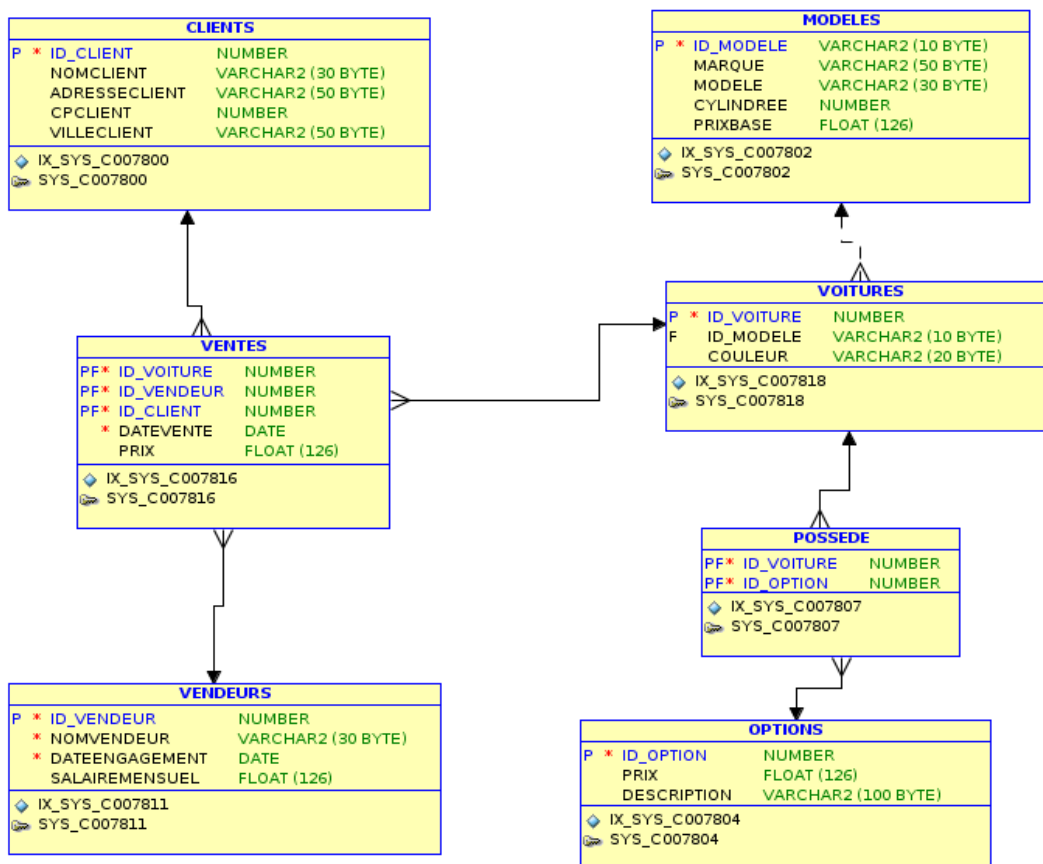 CLIENTS
P * ID_CLIENT NUMBER
NOMCLIENT VARCHAR2 (30 BYTE)
ADRESSECLIENT VARCHAR2 (50 BYTE)
CPCLIENT NUMBER
VILLECLIENT VARCHAR2 (50 BYTE)
IX_SYS_C007800
SYS_C007800
MODELES
P * ID_MODELE VARCHAR2 (10 BYTE)
MARQUE VARCHAR2 (50 BYTE)
MODELE VARCHAR2 (30 BYTE)
CYLINDREE NUMBER
PRIXBASE FLOAT (126)
IX_SYS_C007802
SYS_C007802
VOITURES
P * ID_VOITURE NUMBER
F ID_MODELE VARCHAR2 (10 BYTE)
COULEUR VARCHAR2 (20 BYTE)
IX_SYS_C007818
SYS_C007818
VENTES
PF* ID_VOITURE NUMBER
PF* ID_VENDEUR NUMBER
PF* ID_CLIENT NUMBER
* DATEVENTE DATE
PRIX FLOAT (126)
IX_SYS_C007816
SYS_C007816
POSSEDE
PF* ID_VOITURE NUMBER
PF* ID_OPTION NUMBER
IX_SYS_C007807
SYS_C007807
VENDEURS
P * ID_VENDEUR NUMBER
* NOMVENDEUR VARCHAR2 (30 BYTE)
* DATEENGAGEMENT DATE
SALAIREMENSUEL FLOAT (126)
IX_SYS_C007811
SYS_C007811
OPTIONS
P * ID_OPTION NUMBER
PRIX FLOAT (126)
DESCRIPTION VARCHAR2 (100 BYTE)
IX_SYS_C007804
SYS_C007804